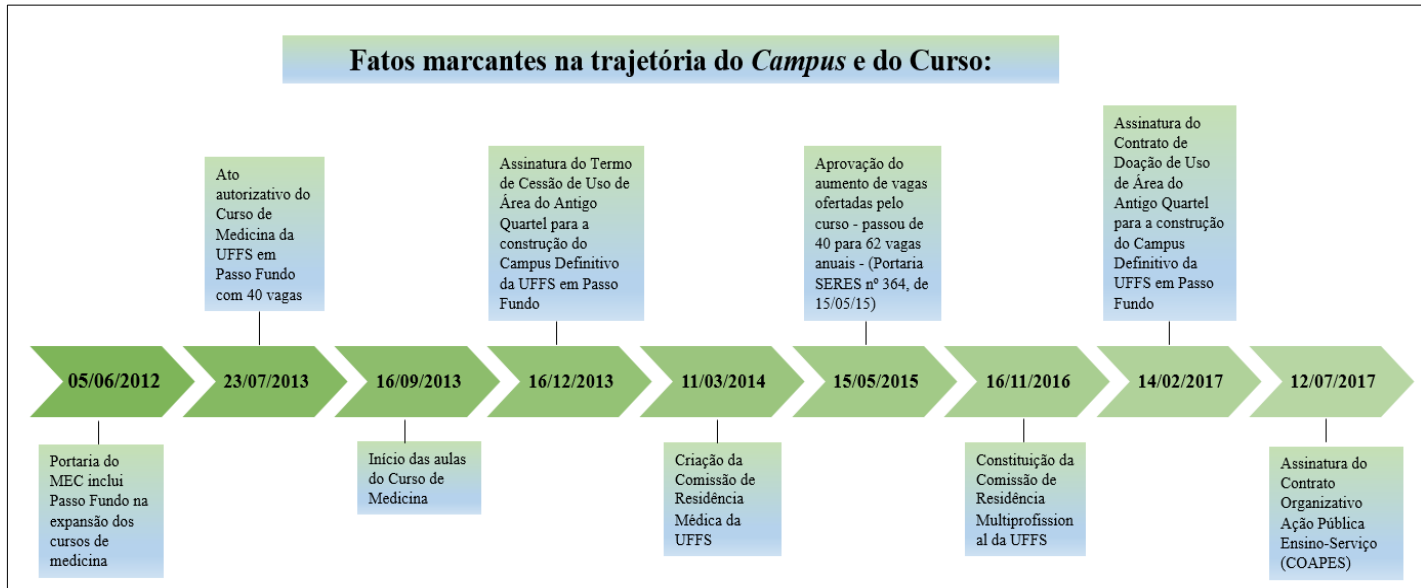 Fatos marcantes na trajetória do Campus e do Curso:
Ato
autorizativo do
Curso de
Medicina da
UFFS em
Passo Fundo
com 40 vagas
Assinatura do Termo
de Cessão de Uso de
Área do Antigo
Quartel para a
construção do
Campus Definitivo
da UFFS em Passo
Fundo
Aprovação do
aumento de vagas
ofertadas pelo
curso - passou de
40 para 62 vagas
anuais - (Portaria
SERES nº 364, de
15/05/15)
Assinatura do
Contrato de
Doação de Uso
de Área do
Antigo Quartel
para a construção
do Campus
Definitivo da
UFFS em Passo
Fundo
05/06/2012
23/07/2013
16/09/2013
16/12/2013
11/03/2014
15/05/2015
16/11/2016
14/02/2017
12/07/2017
Portaria do
MEC inclui
Passo Fundo na
expansão dos
cursos de
medicina
Início das aulas
do Curso de
Medicina
Criação da
Comissão de
Residência
Médica da
UFFS
Constituição da
Comissão de
Residência
Multiprofission
al da UFFS
Assinatura do
Contrato
Organizativo
Ação Pública
Ensino-Serviço
(COAPES)